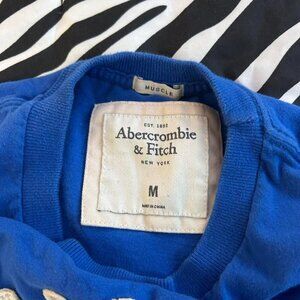 MUSCLE
EST. 1892
Abercrombie
& Fitch
NEW YORK
M
MADE IN CHINA